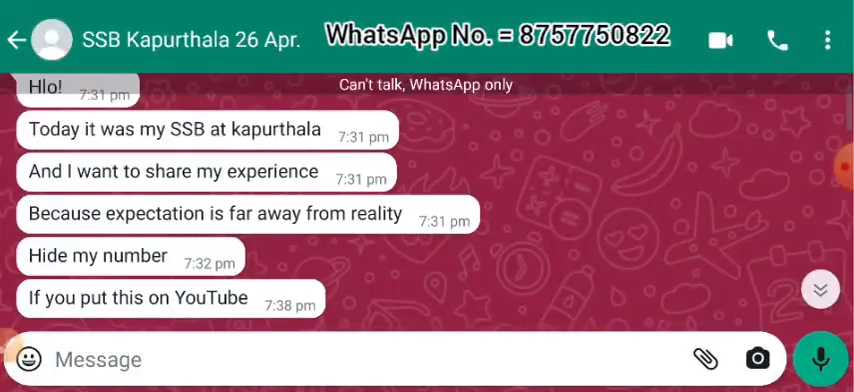 SSB Kapurthala 26 Apr.
WhatsApp No. = 8757750822
Can't talk, WhatsApp only
Hlo! 7:31 pm
Today it was my SSB at kapurthala 7:31 pm
And I want to share my experience 7:31 pm
Because expectation is far away from reality 7:31 pm
Hide my number 7:32 pm
If you put this on YouTube 7:38 pm
Message